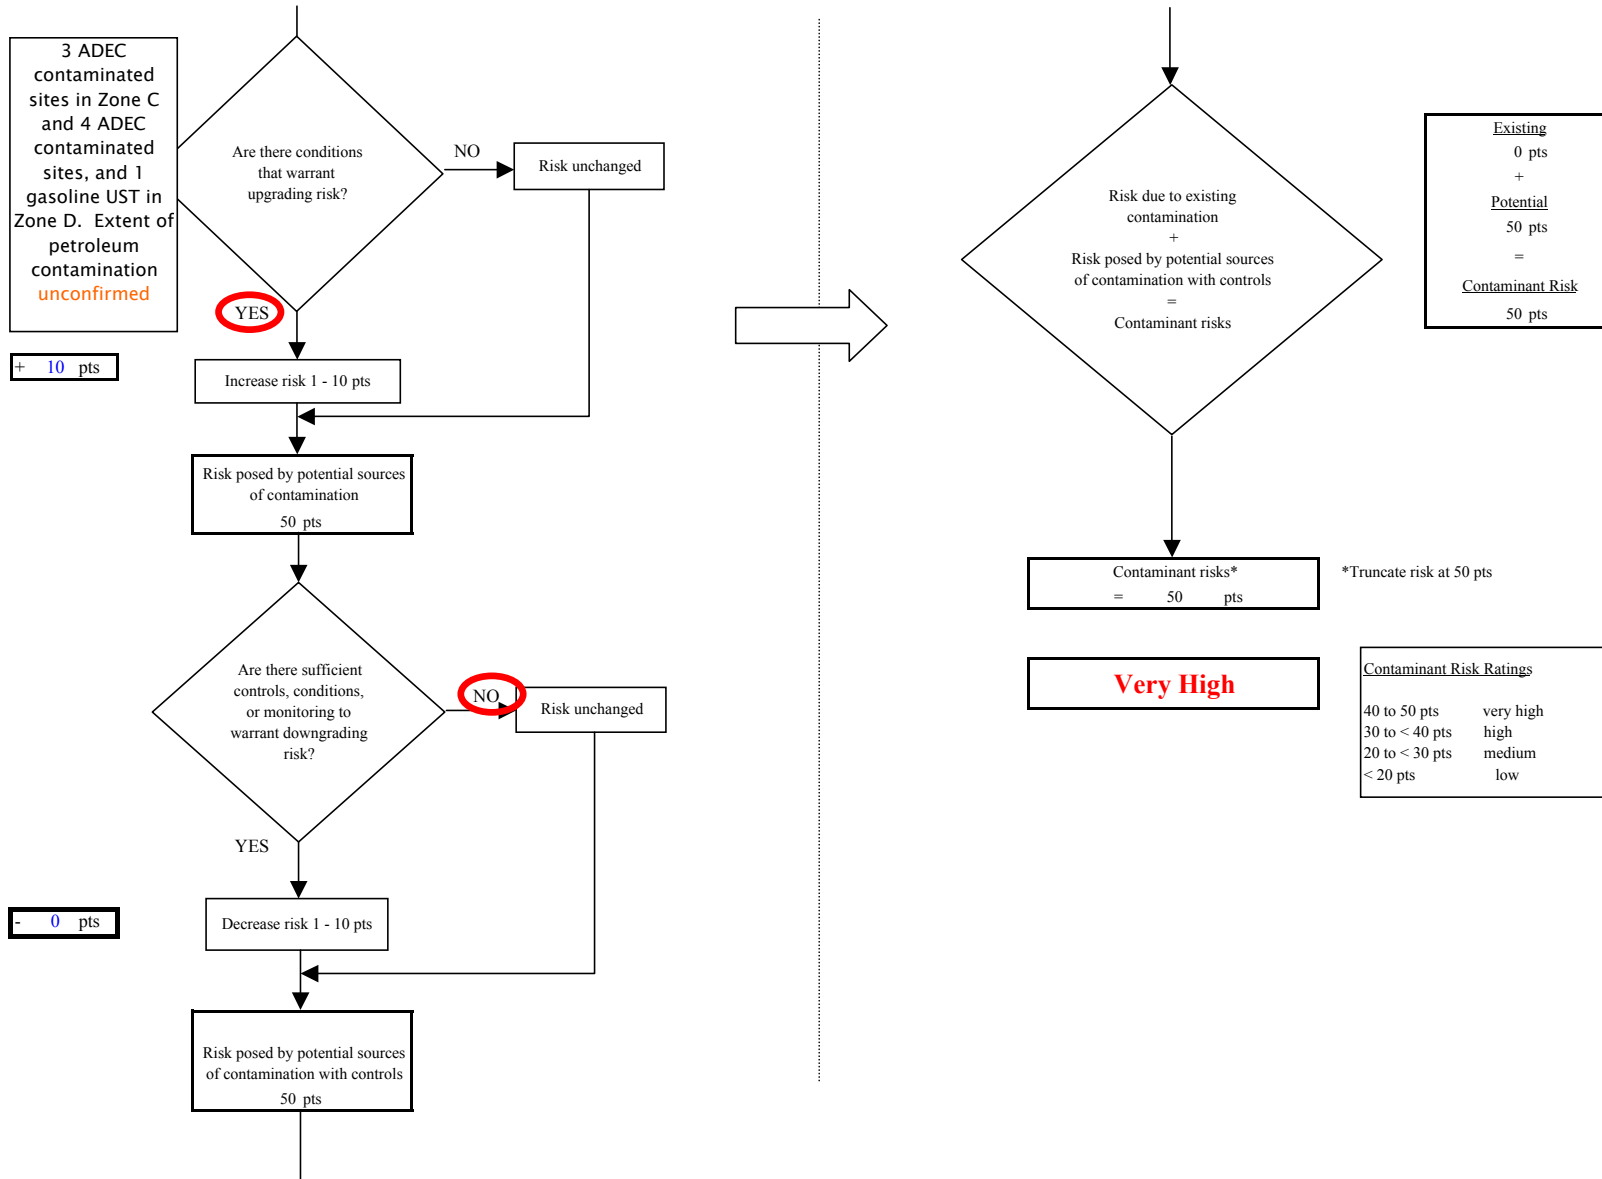 3 ADEC
contaminated
sites in Zone C
and 4 ADEC
contaminated
sites, and 1
gasoline UST in
Zone D. Extent of
petroleum
contamination
unconfirmed
Are there conditions
that warrant
upgrading risk?
NO
Risk unchanged
YES
+ 10 pts
Increase risk 1 - 10 pts
Risk posed by potential sources
of contamination
50 pts
Are there sufficient
controls, conditions,
or monitoring to
warrant downgrading
risk?
NO
Risk unchanged
YES
- 0 pts
Decrease risk 1 - 10 pts
Risk posed by potential sources
of contamination with controls
50 pts
Risk due to existing
contamination
+
Risk posed by potential sources
of contamination with controls
=
Contaminant risks
Existing
0 pts
+
Potential
50 pts
=
Contaminant Risk
50 pts
Contaminant risks*
= 50 pts
*Truncate risk at 50 pts
Very High
Contaminant Risk Ratings
40 to 50 pts very high
30 to < 40 pts high
20 to < 30 pts medium
< 20 pts low